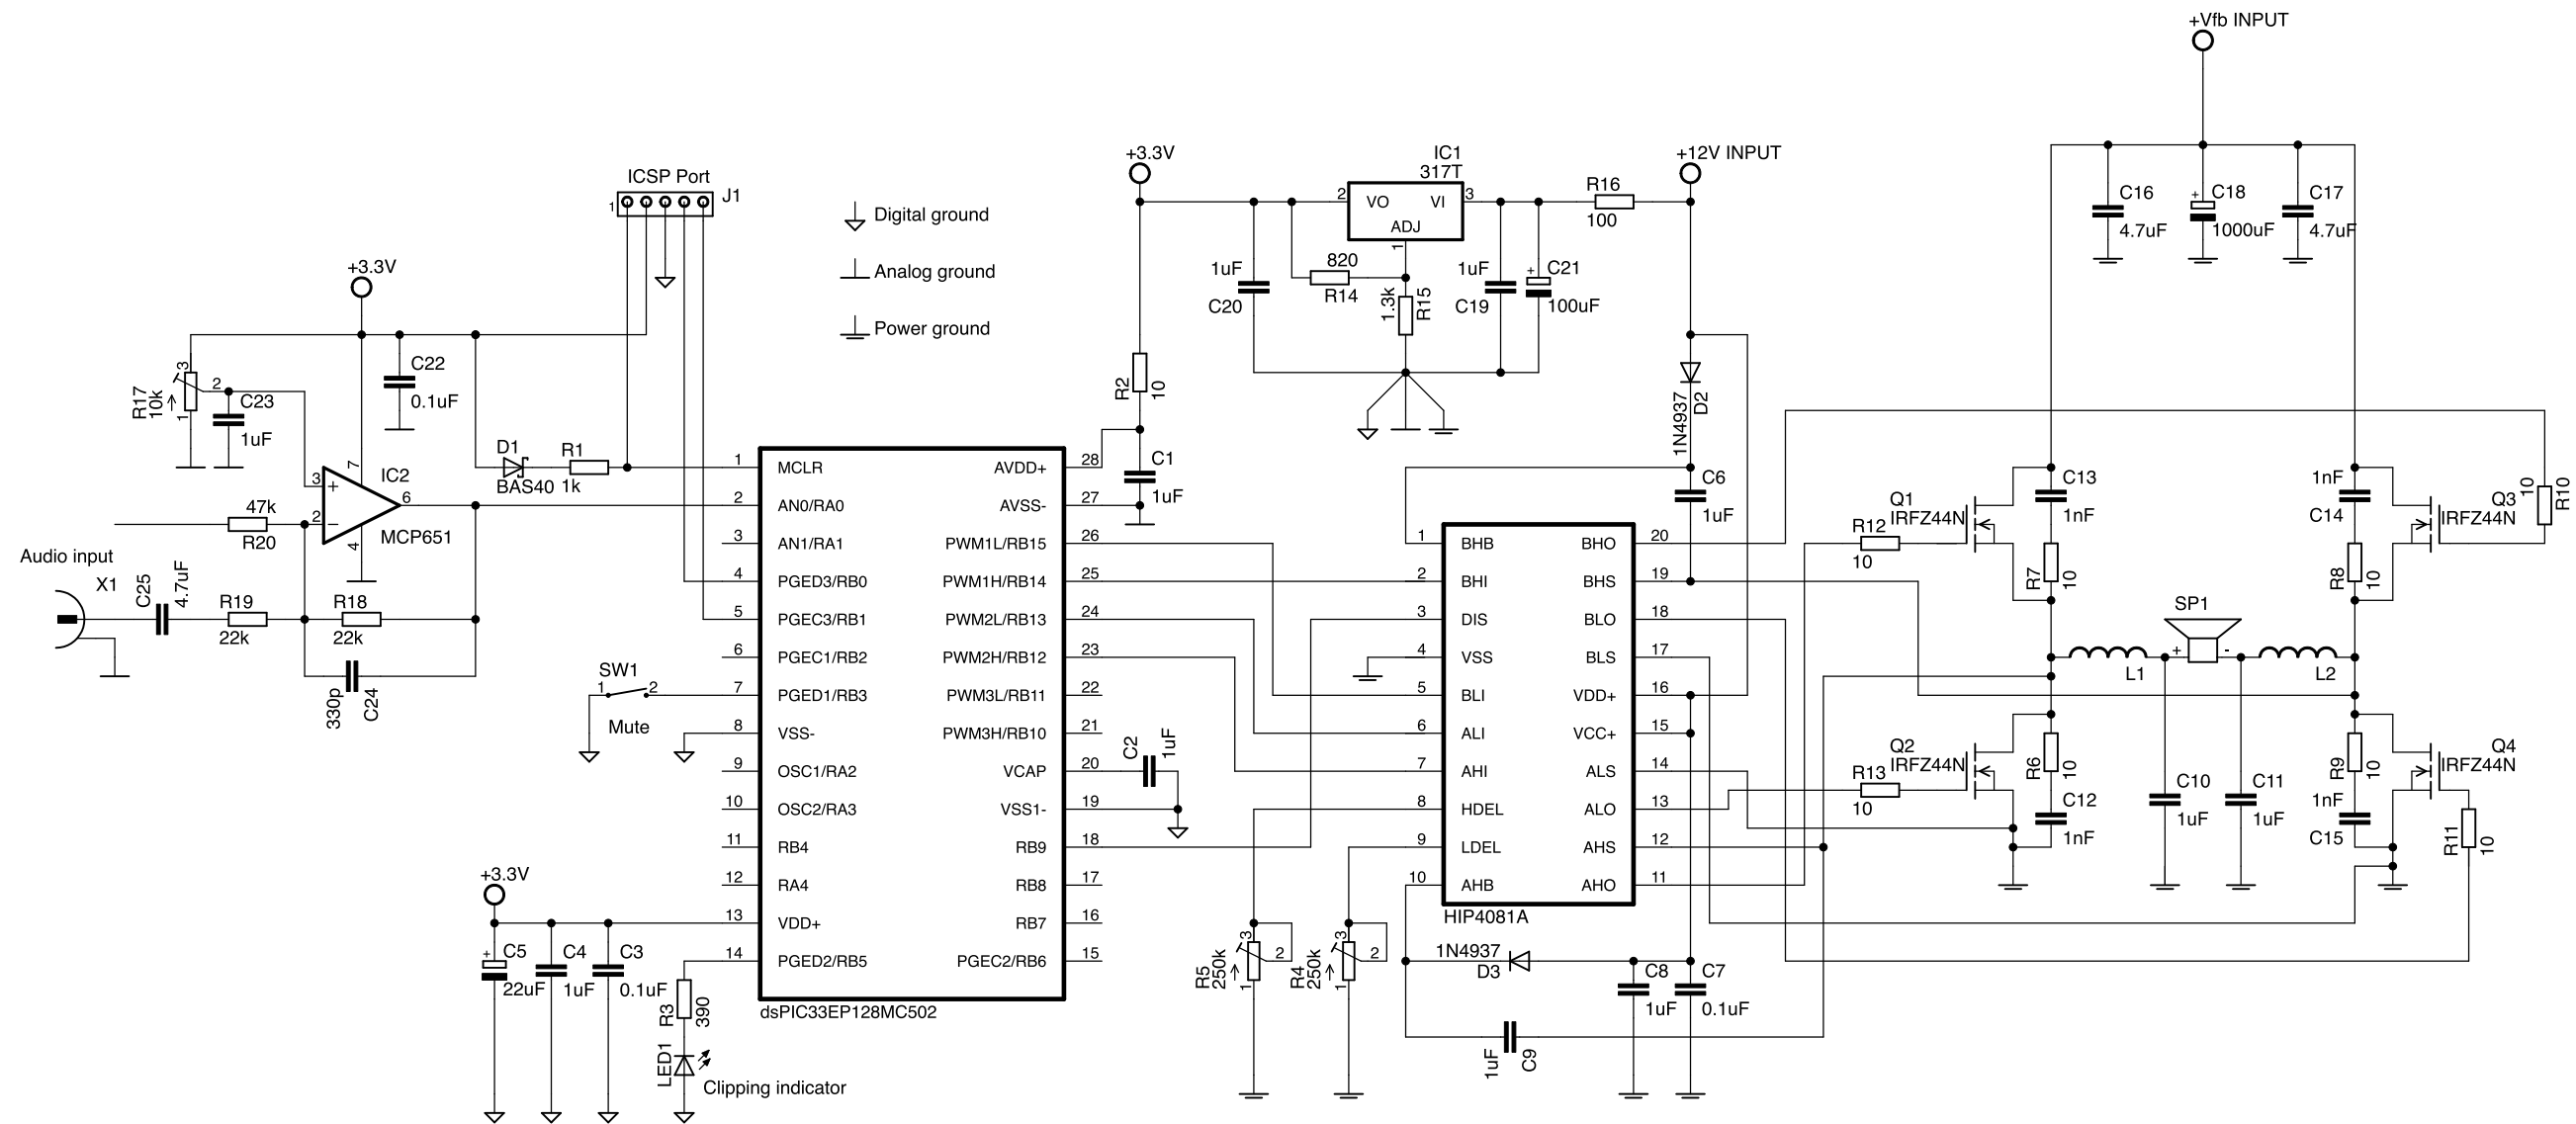 +Vfb INPUT
C16
4.7uF
+
C18
1000uF
C17
4.7uF
ICSP Port
1
J1
Digital ground
Analog ground
Power ground
+3.3V
+3.3V
IC1
317T
2
VO
VI
3
ADJ
1
R16
100
+12V INPUT
1uF
C20
820
R14
1.3k
R15
1uF
C19
+
C21
100uF
R2
10
1N4937
D2
C6
1uF
R17
10k
3
2
1
C23
1uF
C22
0.1uF
D1
BAS40
R1
1k
3
+
2
−
7
4
6
IC2
MCP651
47k
R20
Audio input
X1
C25
4.7uF
R19
22k
R18
22k
330p
C24
SW1
1
2
Mute
1
MCLR
2
AN0/RA0
3
AN1/RA1
4
PGED3/RB0
5
PGEC3/RB1
6
PGEC1/RB2
7
PGED1/RB3
8
VSS-
9
OSC1/RA2
10
OSC2/RA3
11
RB4
12
RA4
13
VDD+
14
PGED2/RB5
AVDD+
28
AVSS-
27
PWM1L/RB15
26
PWM1H/RB14
25
PWM2L/RB13
24
PWM2H/RB12
23
PWM3L/RB11
22
PWM3H/RB10
21
VCAP
20
VSS1-
19
RB9
18
RB8
17
RB7
16
PGEC2/RB6
15
dsPIC33EP128MC502
C1
1uF
C2
1uF
+3.3V
+
C5
22uF
C4
1uF
C3
0.1uF
R3
390
LED1
Clipping indicator
1
BHB
2
BHI
3
DIS
4
VSS
5
BLI
6
ALI
7
AHI
8
HDEL
9
LDEL
10
AHB
BHO
20
BHS
19
BLO
18
BLS
17
VDD+
16
VCC+
15
ALS
14
ALO
13
AHS
12
AHO
11
HIP4081A
R5
250k
3
2
1
R4
250k
3
2
1
1N4937
D3
C8
1uF
C7
0.1uF
1uF
C9
R12
10
Q1
IRFZ44N
C13
1nF
R7
10
1nF
C14
R8
10
Q3
IRFZ44N
10
R10
SP1
+
-
L1
L2
R13
10
Q2
IRFZ44N
R6
10
C12
1nF
C10
1uF
C11
1uF
R9
10
1nF
C15
Q4
IRFZ44N
R11
10